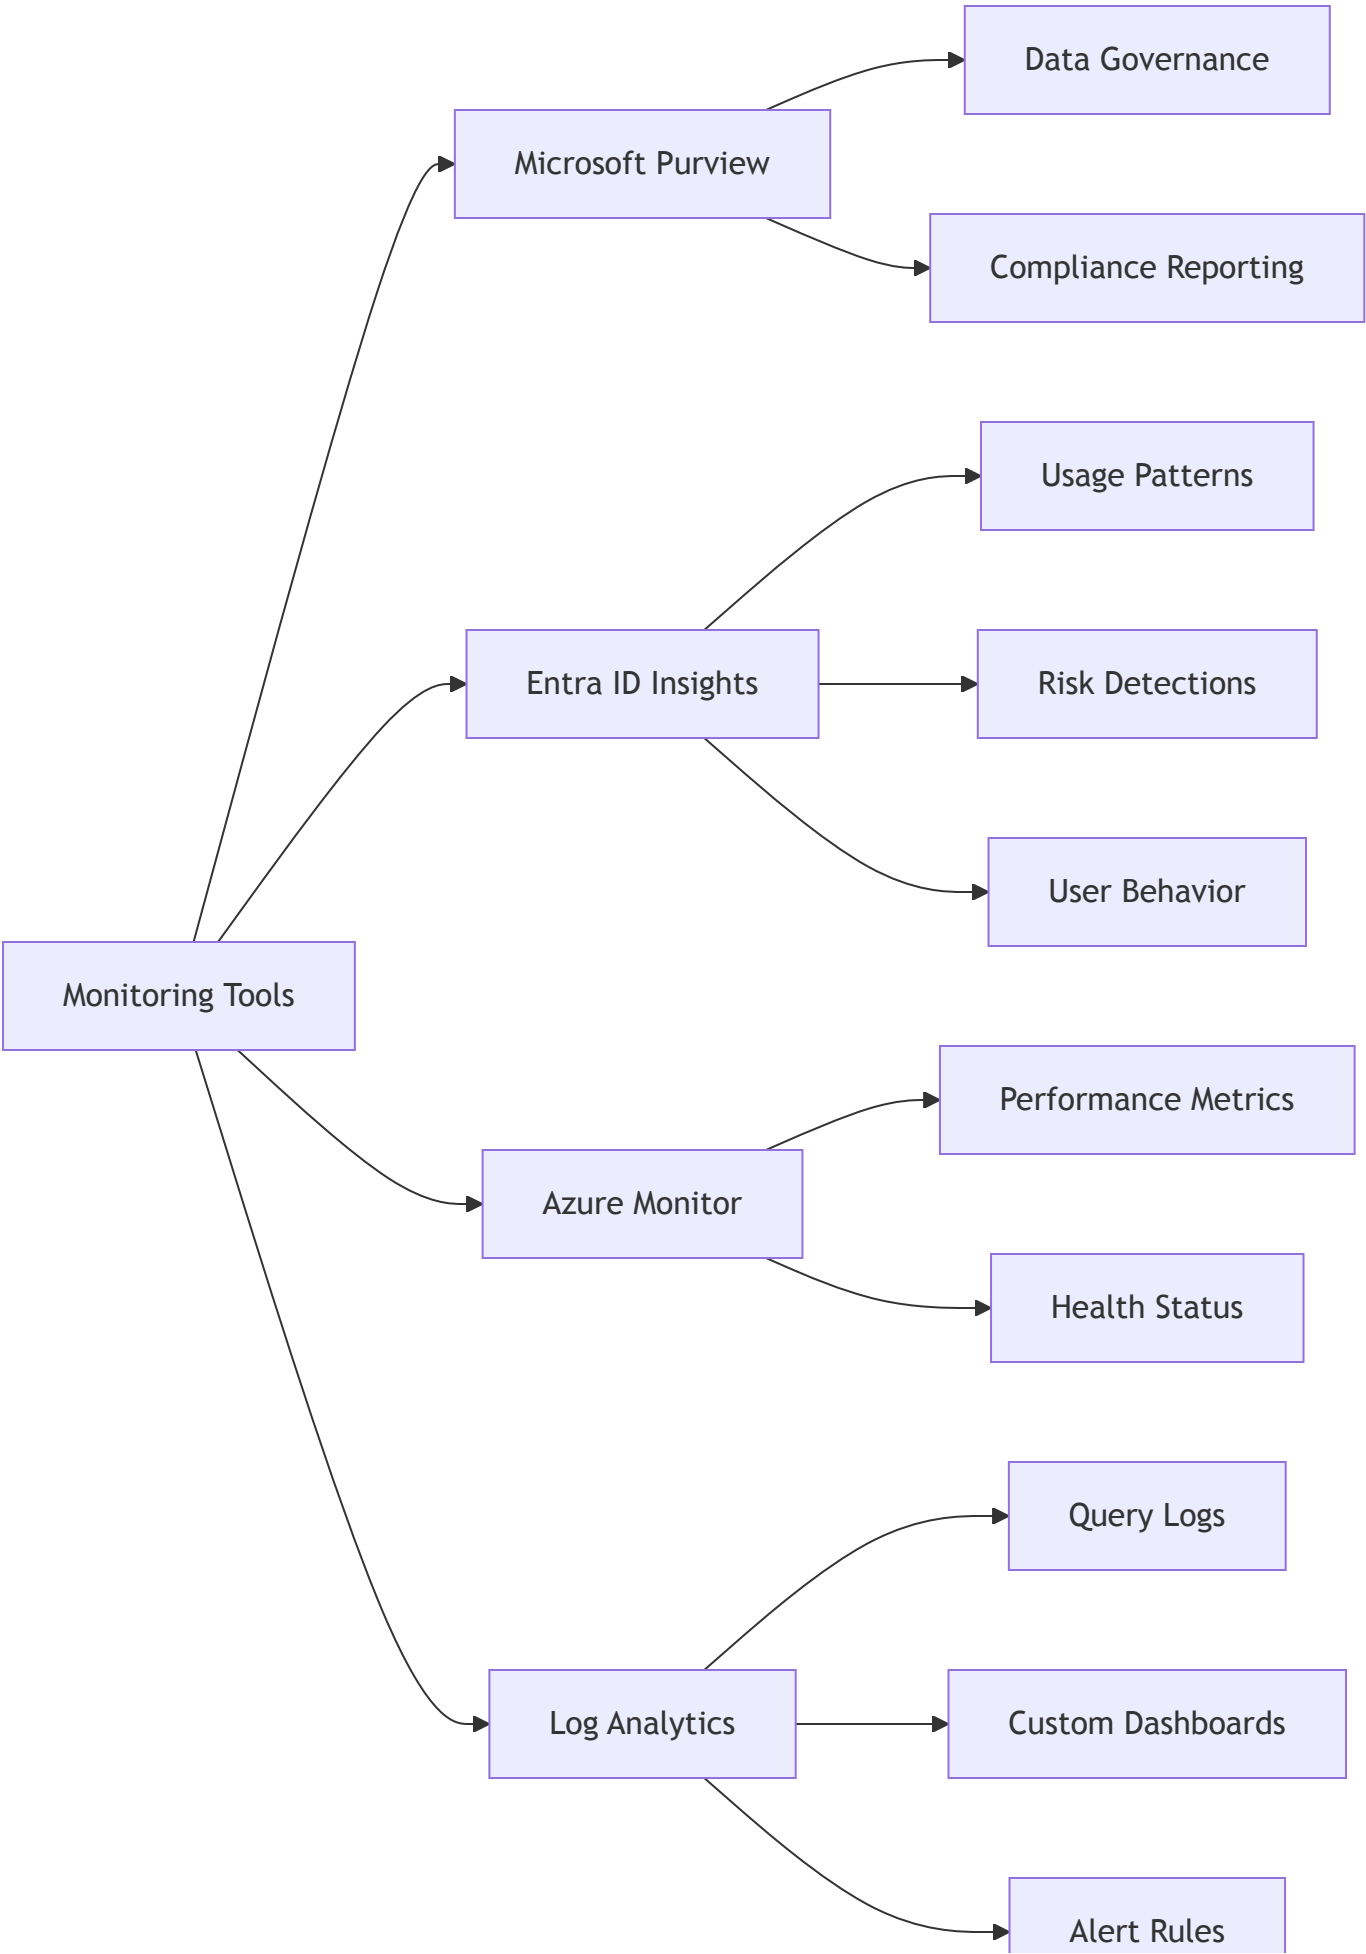 Data Governance
Microsoft Purview
Compliance Reporting
Usage Patterns
Entra ID Insights
Risk Detections
User Behavior
Monitoring Tools
Performance Metrics
Azure Monitor
Health Status
Query Logs
Log Analytics
Custom Dashboards
Alert Rules